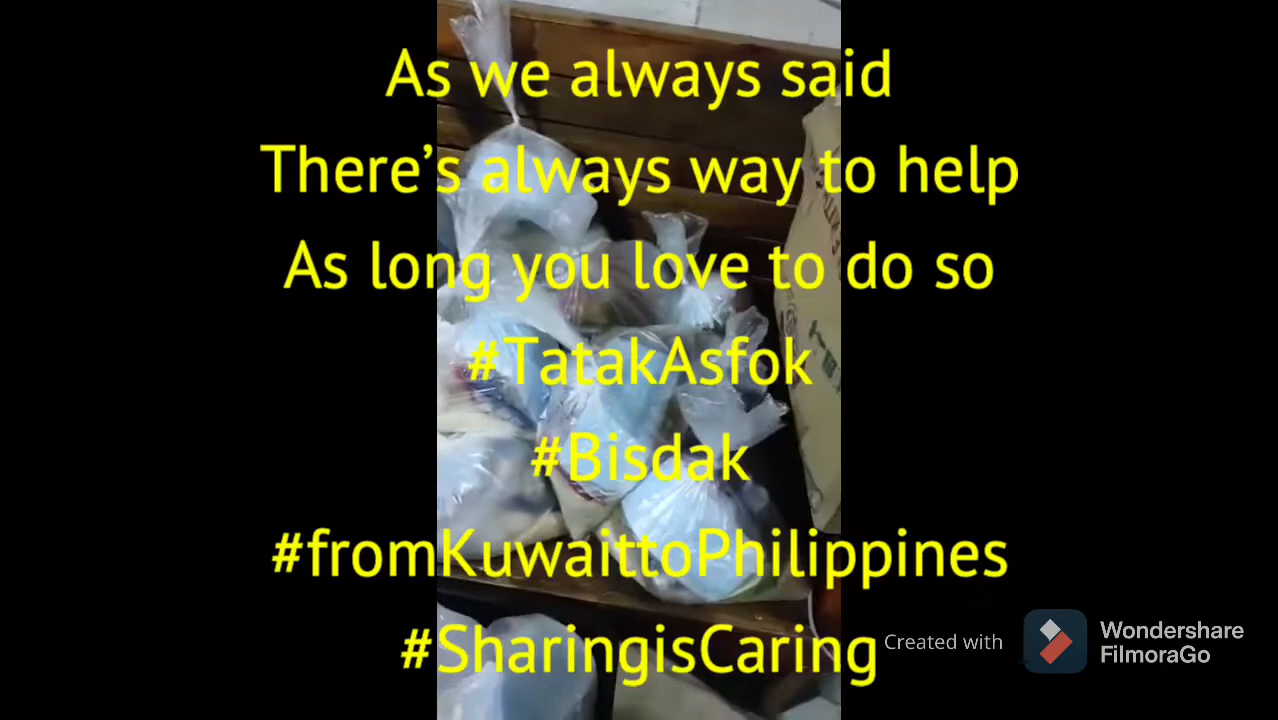 As we always said
There’s always way to help
As long you love to do so
#TatakAsfok
#Bisdak
#fromKuwaittoPhilippines
#SharingisCaring
Created with
Wondershare
FilmoraGo